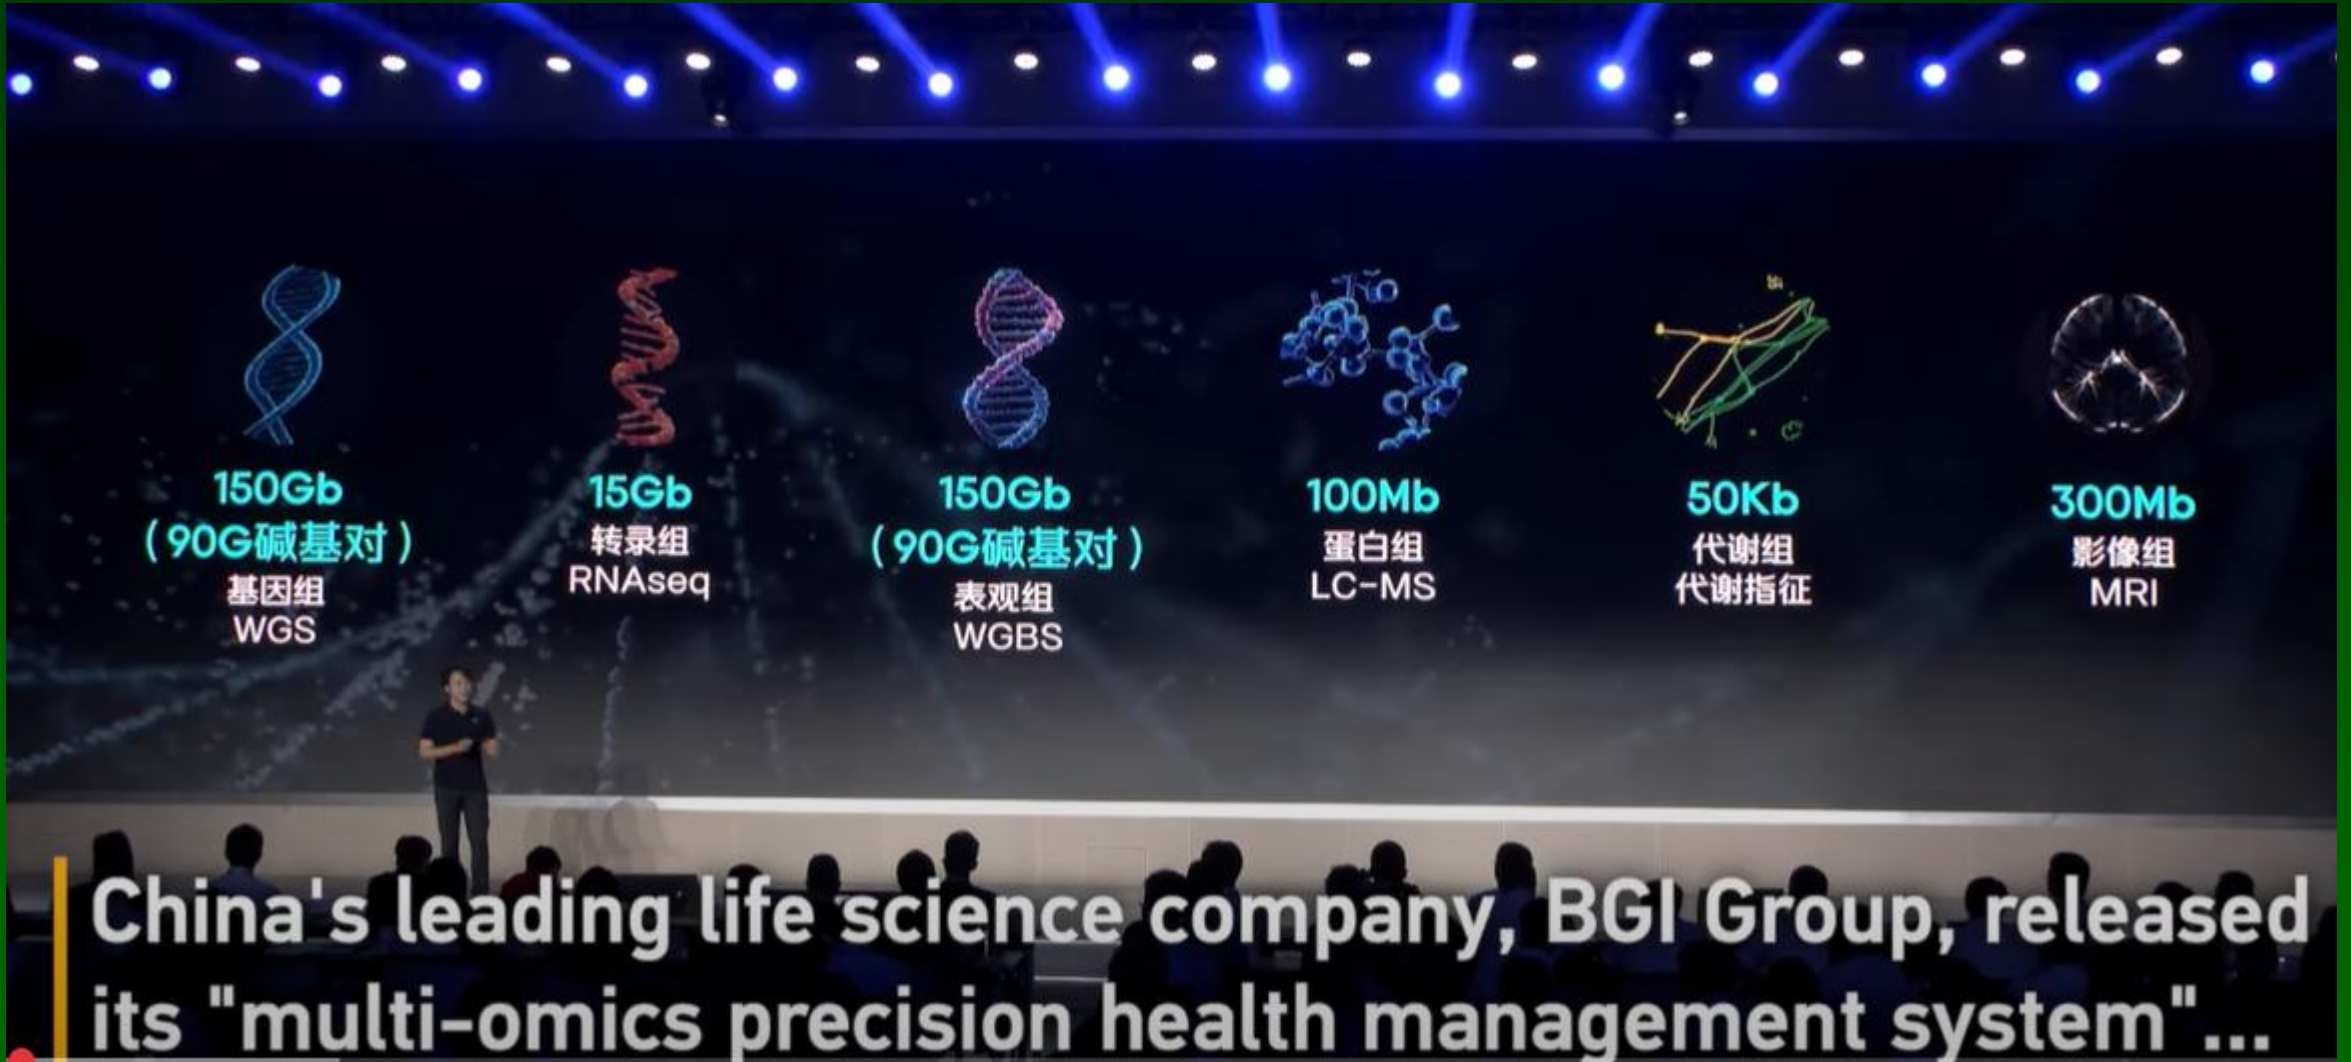 150Gb
(90G碱基对)
基因组
WGS
15Gb
转录组
RNAseq
150Gb
(90G碱基对)
表观组
WGBS
100Mb
蛋白组
LC-MS
50Kb
代谢组
代谢指征
300Mb
影像组
MRI
China's leading life science company, BGI Group, released
its "multi-omics precision health management system"...